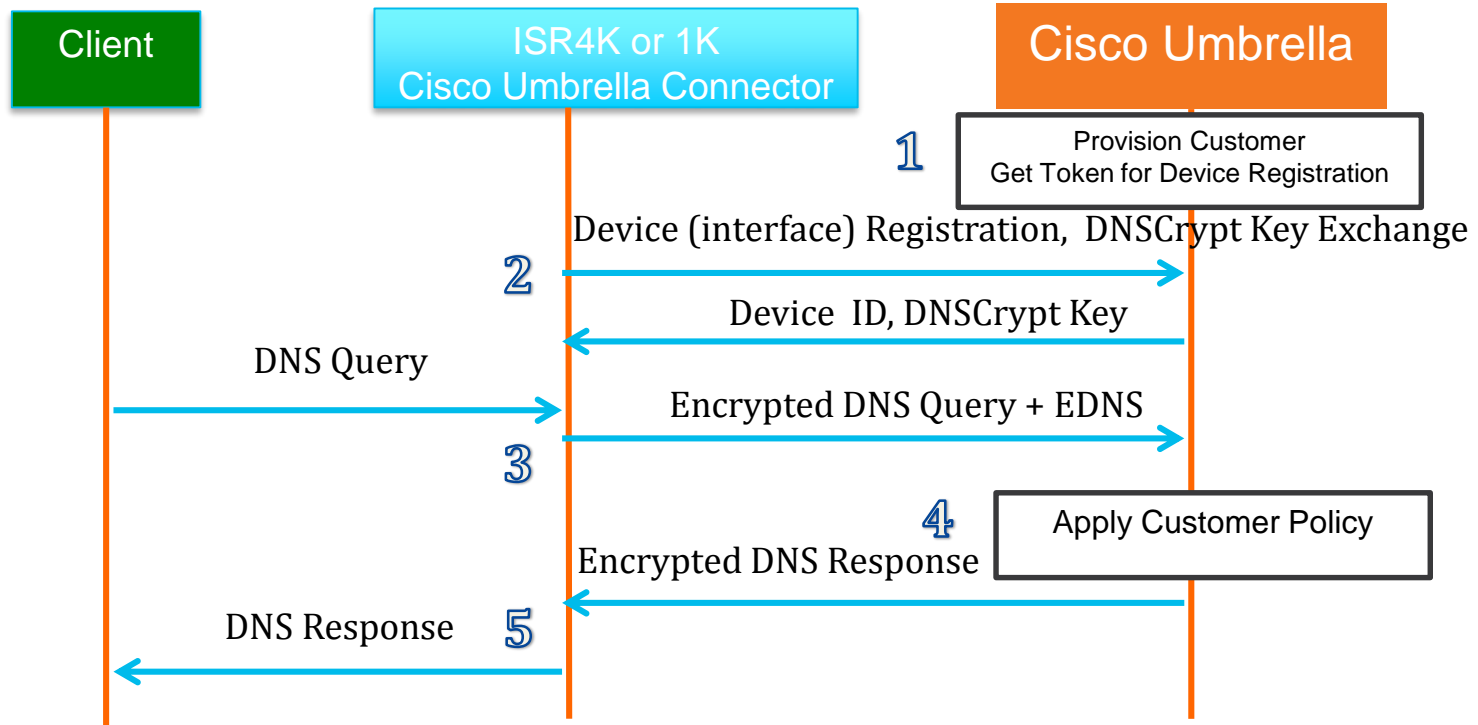 Client
ISR4K or 1K
Cisco Umbrella Connector
Cisco Umbrella
1
Provision Customer
Get Token for Device Registration
Device (interface) Registration, DNSCrypt Key Exchange
2
Device ID, DNSCrypt Key
DNS Query
Encrypted DNS Query + EDNS
3
4
Apply Customer Policy
Encrypted DNS Response
DNS Response
5